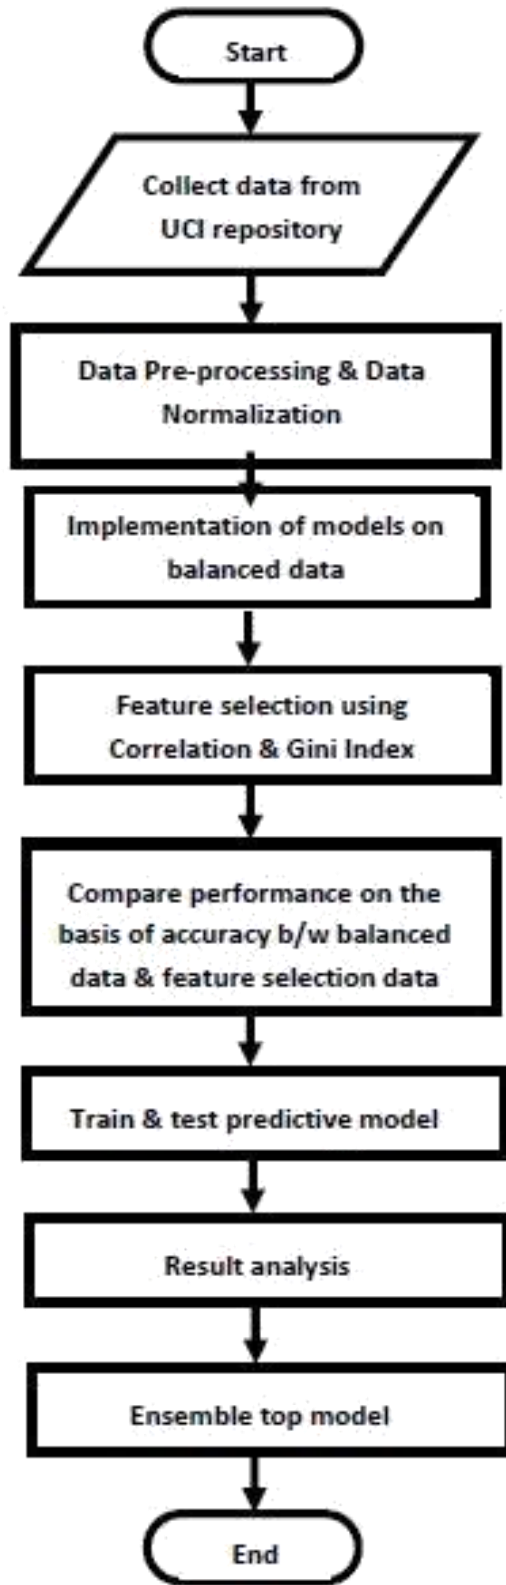 Start
Collect data from
UCI repository
Data Pre-processing & Data
Normalization
Implementation of models on
balanced data
Feature selection using
Correlation & Gini Index
Compare performance on the
basis of accuracy b/w balanced
data & feature selection data
Train & test predictive model
Result analysis
Ensemble top model
End